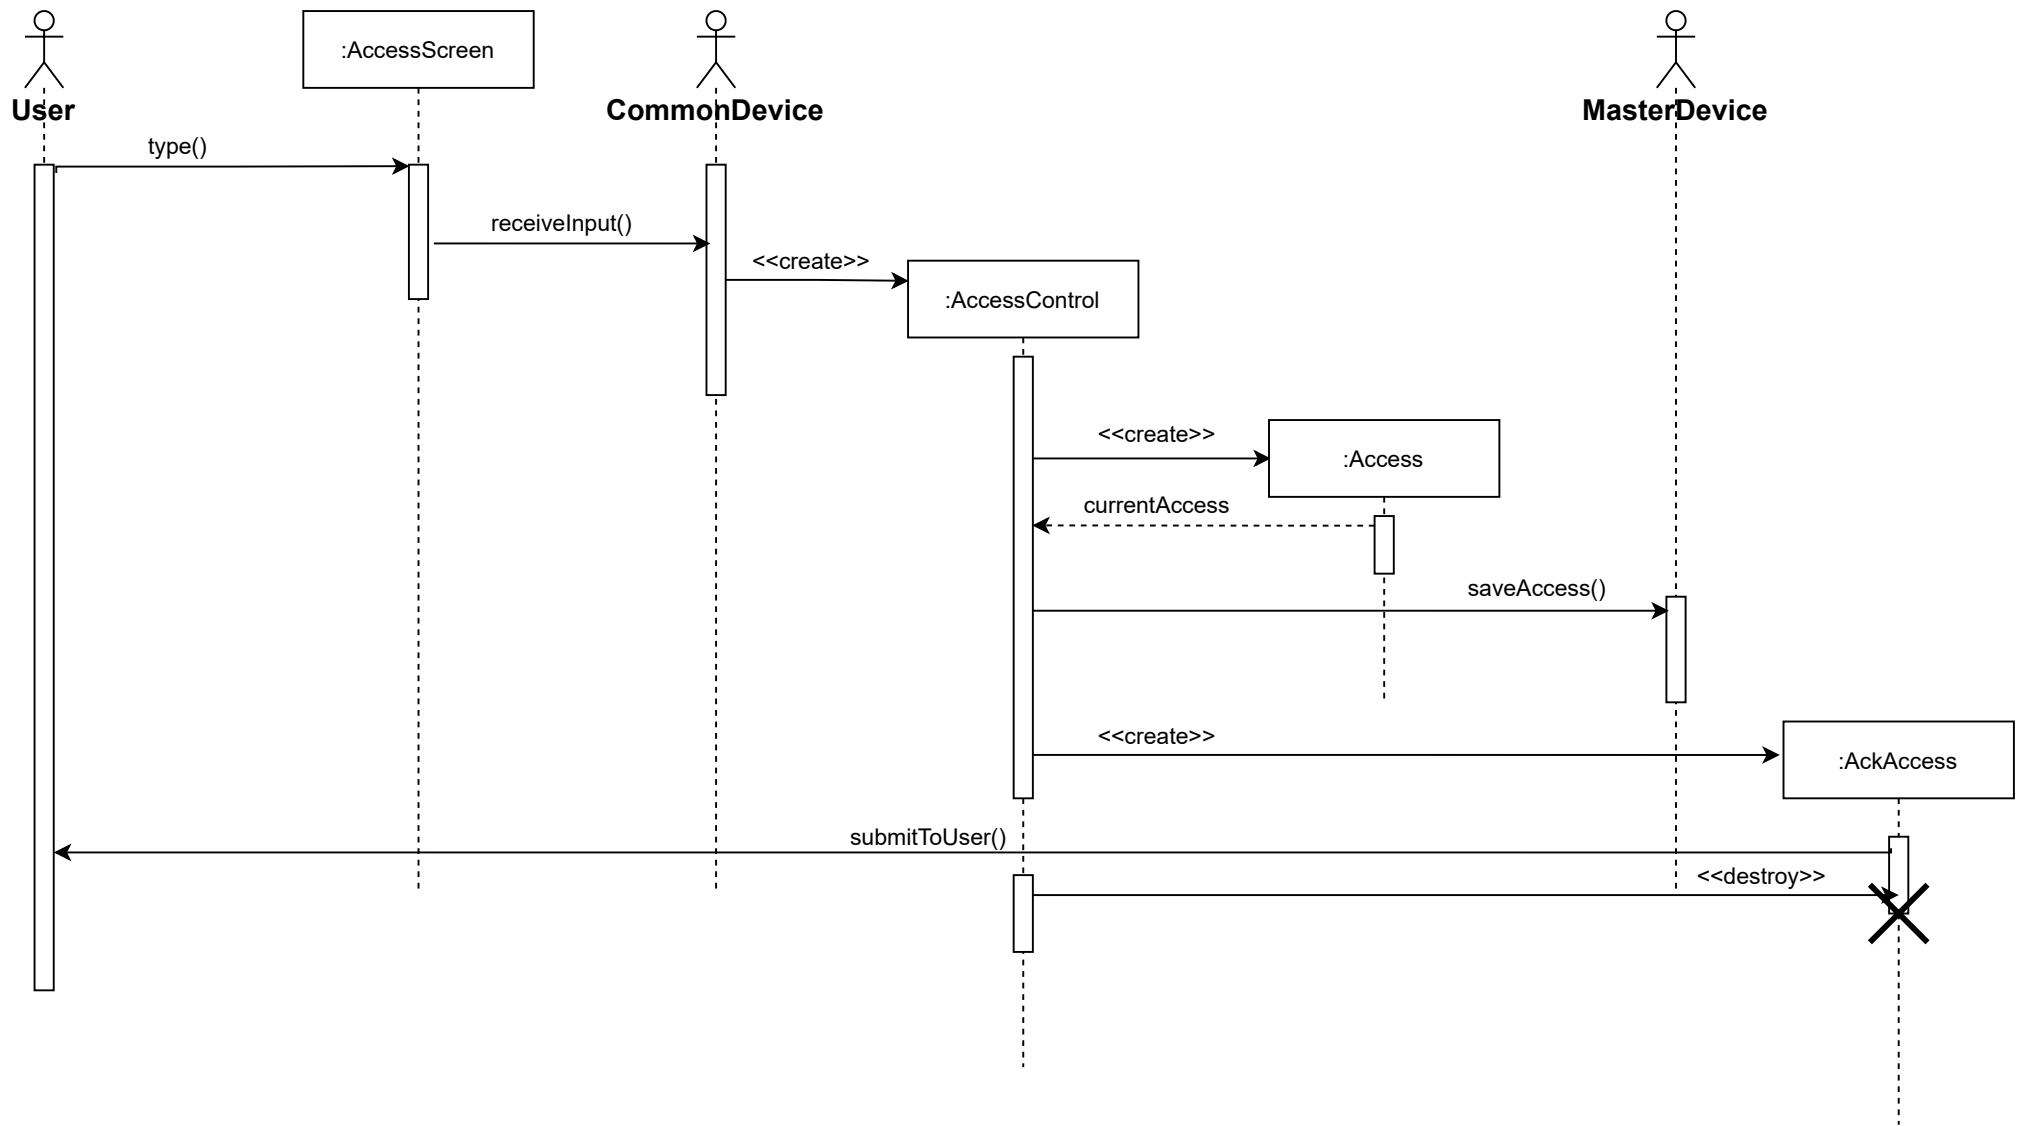 :AccessScreen
User
CommonDevice
MasterDevice
type()
receiveInput()
<<create>>
:AccessControl
<<create>>
:Access
currentAccess
saveAccess()
<<create>>
:AckAccess
submitToUser()
<<destroy>>